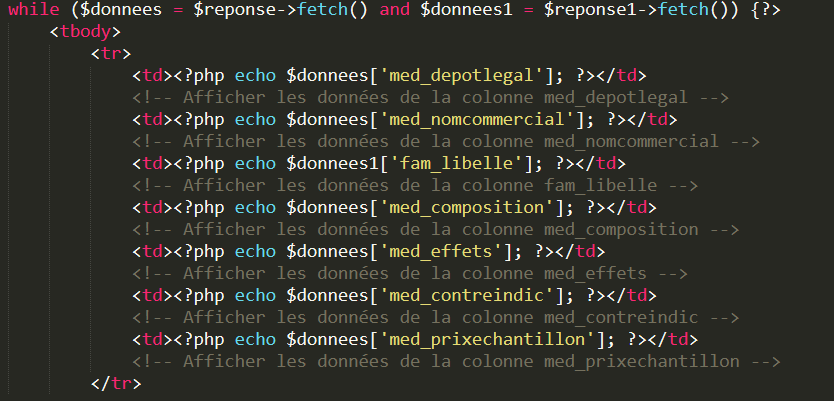 while ($donnees = $reponse->fetch() and $donnees1 = $reponse1->fetch()) {?>
<tbody>
<tr>
<td><?php echo $donnees['med_depotlegal']; ?></td>
<!-- Afficher les données de la colonne med_depotlegal -->
<td><?php echo $donnees['med_nomcommercial']; ?></td>
<!-- Afficher les données de la colonne med_nomcommercial -->
<td><?php echo $donnees1['fam_libelle']; ?></td>
<!-- Afficher les données de la colonne fam_libelle -->
<td><?php echo $donnees['med_composition']; ?></td>
<!-- Afficher les données de la colonne med_composition -->
<td><?php echo $donnees['med_effets']; ?></td>
<!-- Afficher les données de la colonne med_effets -->
<td><?php echo $donnees['med_contreindic']; ?></td>
<!-- Afficher les données de la colonne med_contreindic -->
<td><?php echo $donnees['med_prixechantillon']; ?></td>
<!-- Afficher les données de la colonne med_prixechantillon -->
</tr>